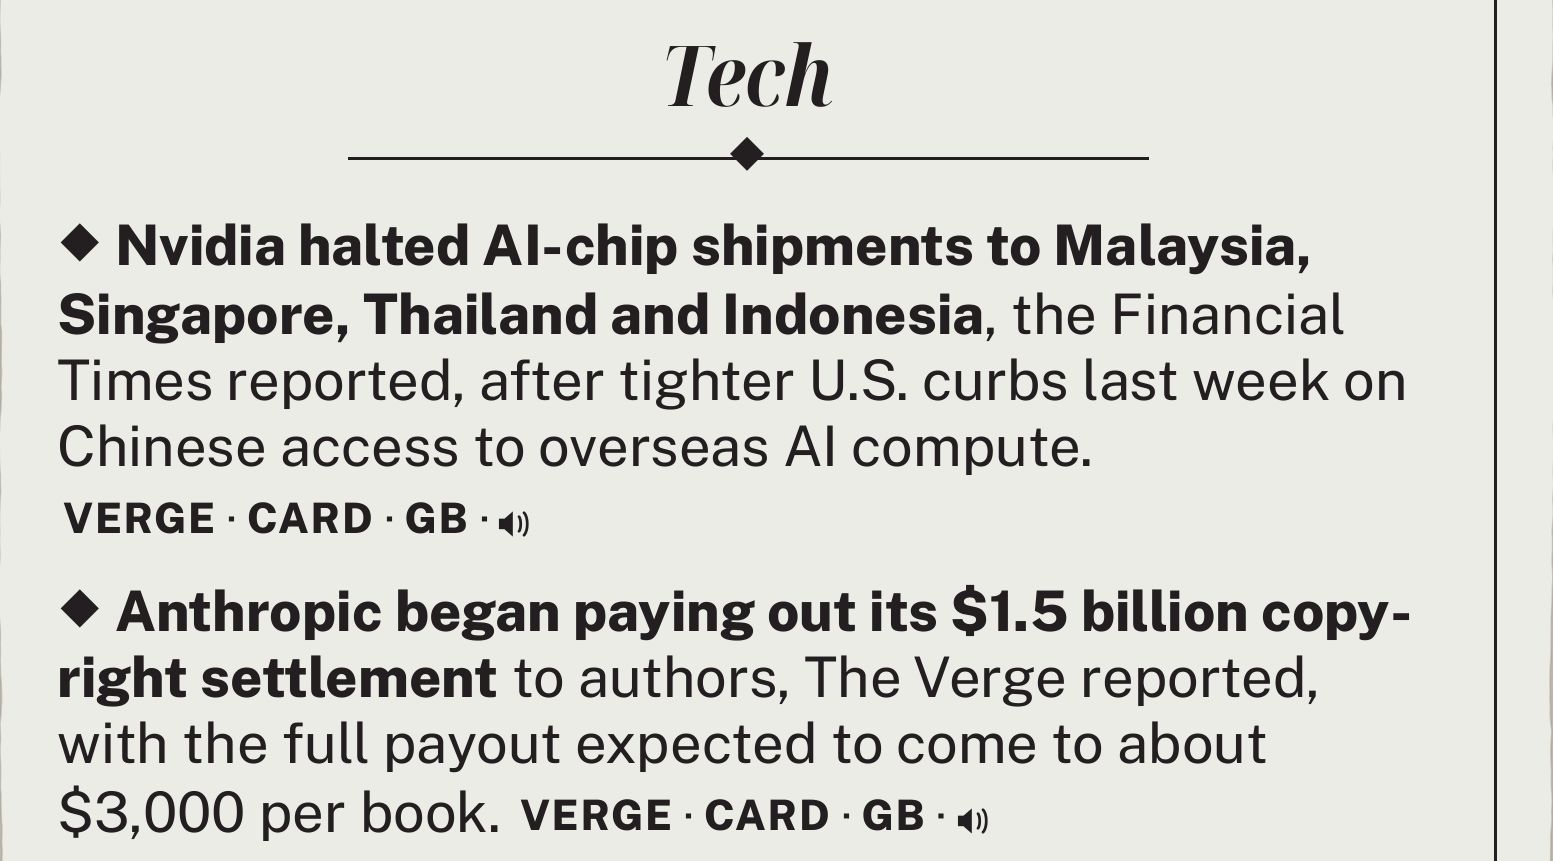 Tech
◆ Nvidia halted AI-chip shipments to Malaysia,
Singapore, Thailand and Indonesia, the Financial
Times reported, after tighter U.S. curbs last week on
Chinese access to overseas AI compute.
VERGE · CARD · GB ·
◆ Anthropic began paying out its $1.5 billion copy-
right settlement to authors, The Verge reported,
with the full payout expected to come to about
$3,000 per book. VERGE · CARD · GB ·